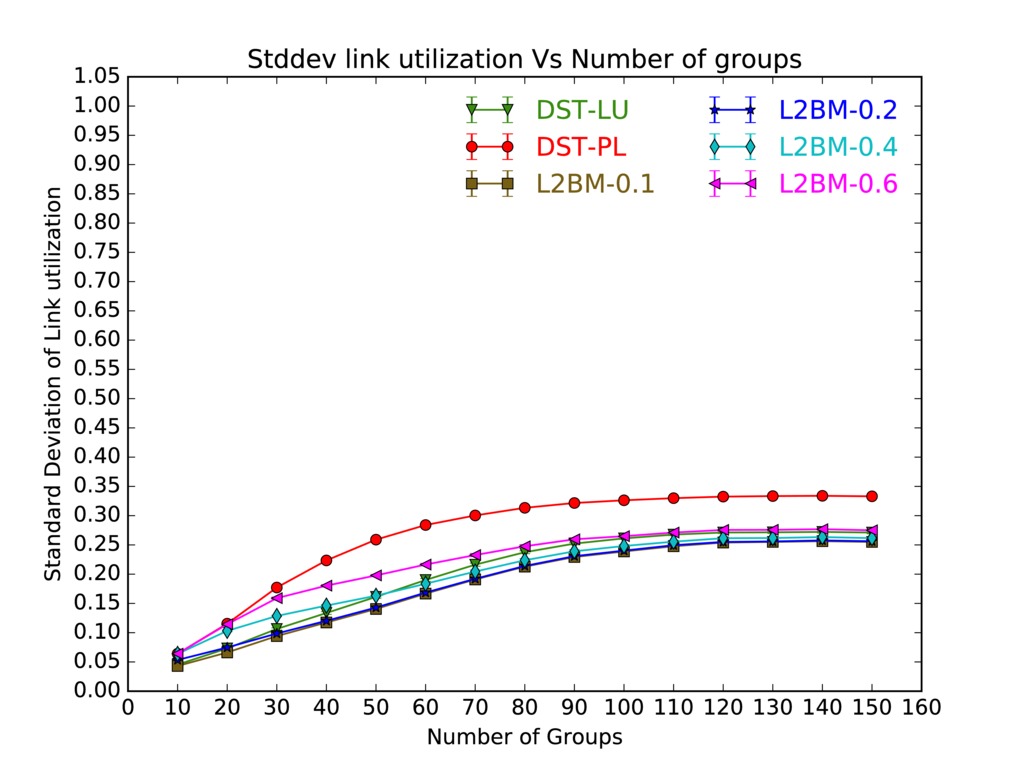 Stddev link utilization Vs Number of groups
Standard Deviation of Link utilization
1.05
1.00
0.95
0.90
0.85
0.80
0.75
0.70
0.65
0.60
0.55
0.50
0.45
0.40
0.35
0.30
0.25
0.20
0.15
0.10
0.05
0.00
DST-LU
DST-PL
L2BM-0.1
L2BM-0.2
L2BM-0.4
L2BM-0.6
0 10 20 30 40 50 60 70 80 90 100 110 120 130 140 150 160
Number of Groups